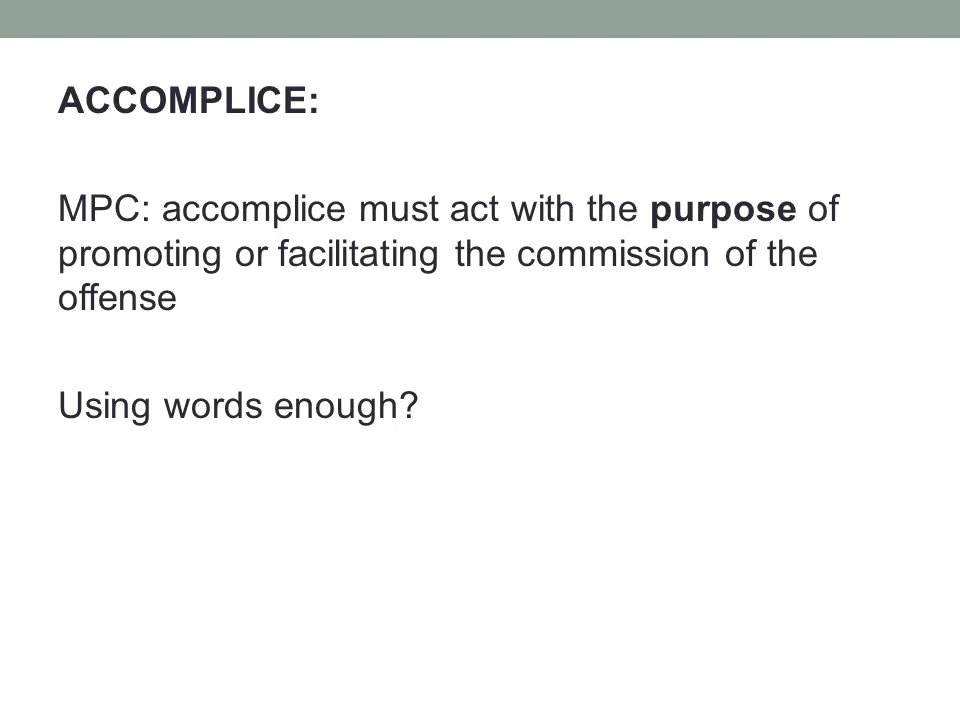 ACCOMPLICE:
MPC: accomplice must act with the purpose of
promoting or facilitating the commission of the
offense
Using words enough?